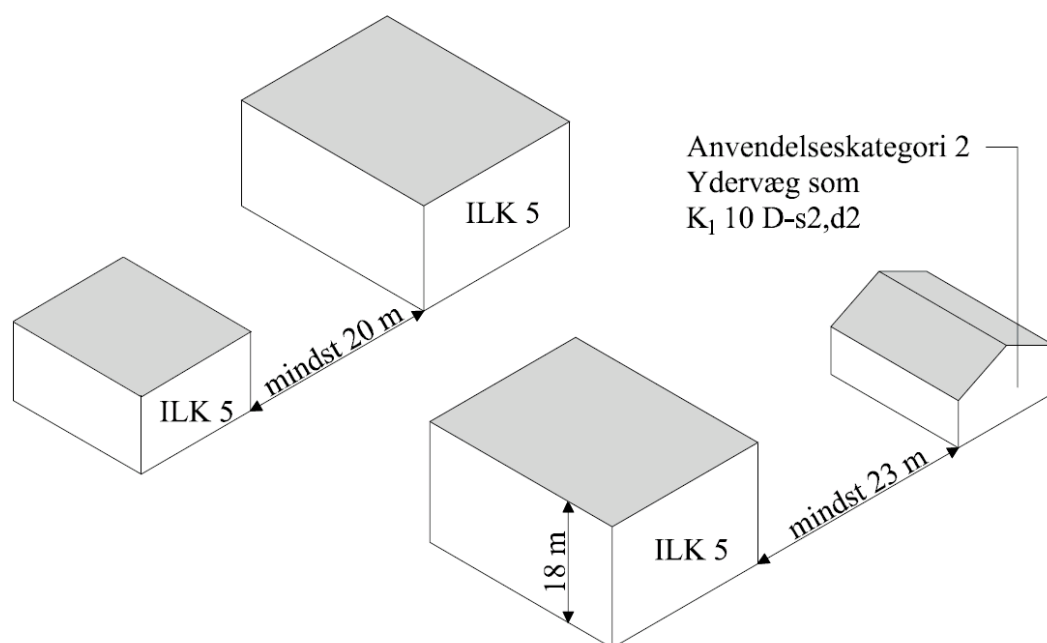 ILK 5
Anvendelseskategori 2
Ydervæg som
K₁ 10 D-s2,d2
mindst 20 m
ILK 5
mindst 23 m
18 m
ILK 5